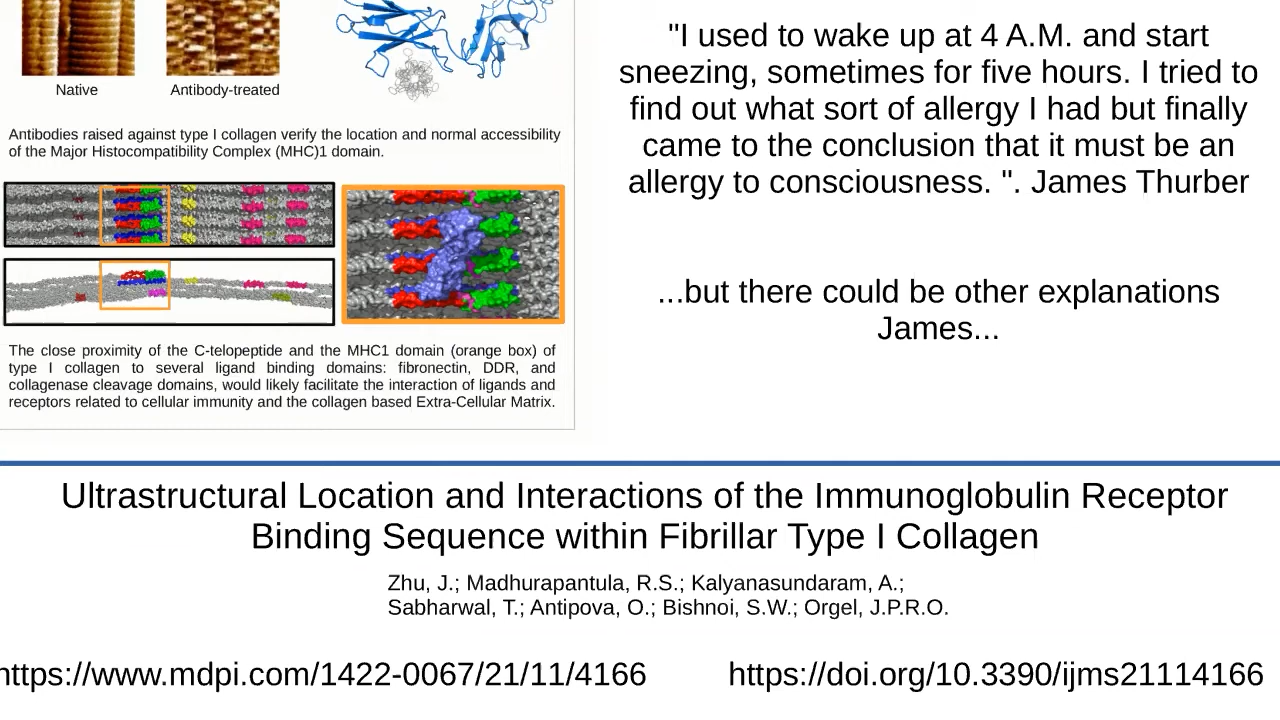 Native
Antibody-treated
Antibodies raised against type I collagen verify the location and normal accessibility
of the Major Histocompatibility Complex (MHC)1 domain.
The close proximity of the C-telopeptide and the MHC1 domain (orange box) of
type I collagen to several ligand binding domains: fibronectin, DDR, and
collagenase cleavage domains, would likely facilitate the interaction of ligands and
receptors related to cellular immunity and the collagen based Extra-Cellular Matrix.
"I used to wake up at 4 A.M. and start
sneezing, sometimes for five hours. I tried to
find out what sort of allergy I had but finally
came to the conclusion that it must be an
allergy to consciousness. ". James Thurber
...but there could be other explanations
James...
Ultrastructural Location and Interactions of the Immunoglobulin Receptor
Binding Sequence within Fibrillar Type I Collagen
Zhu, J.; Madhurapantula, R.S.; Kalyanasundaram, A.;
Sabharwal, T.; Antipova, O.; Bishnoi, S.W.; Orgel, J.P.R.O.
https://www.mdpi.com/1422-0067/21/11/4166
https://doi.org/10.3390/ijms21114166